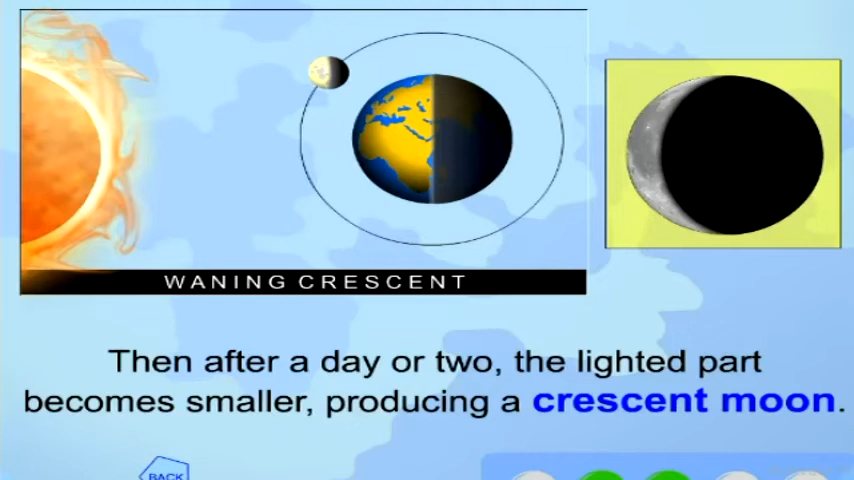 WANING CRESCENT
Then after a day or two, the lighted part
becomes smaller, producing a crescent moon.
BACK